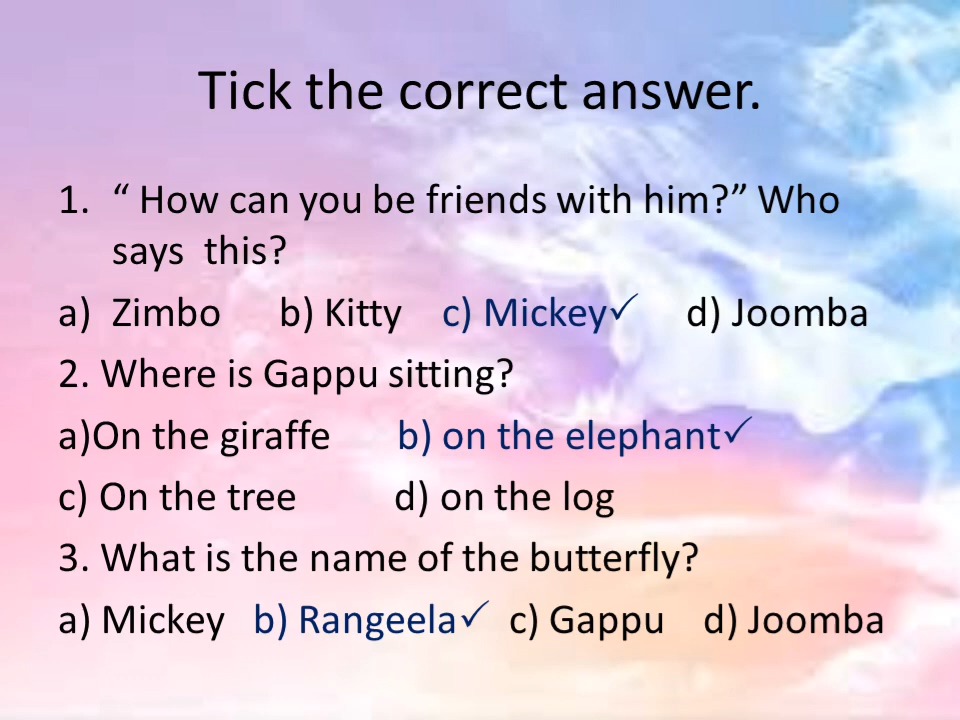 Tick the correct answer.
1. “ How can you be friends with him?” Who
says this?
a) Zimbo b) Kitty c) Mickey✓ d) Joomba
2. Where is Gappu sitting?
a)On the giraffe b) on the elephant✓
c) On the tree d) on the log
3. What is the name of the butterfly?
a) Mickey b) Rangeela✓ c) Gappu d) Joomba